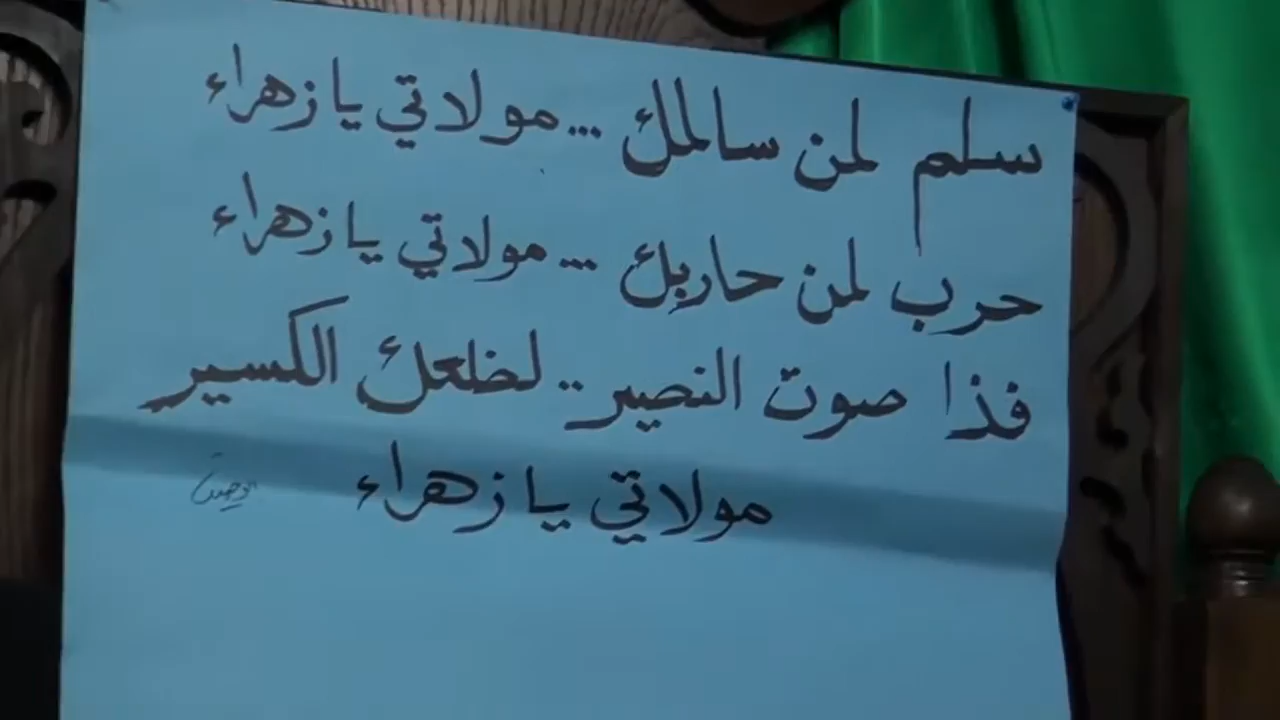 سلم لمن سالمك ... مولاتي يا زهراء
حرب لمن حاربك ... مولاتي يا زهراء
فذا صوت النصير .. لضلعك الكسير
مولاتي يا زهراء